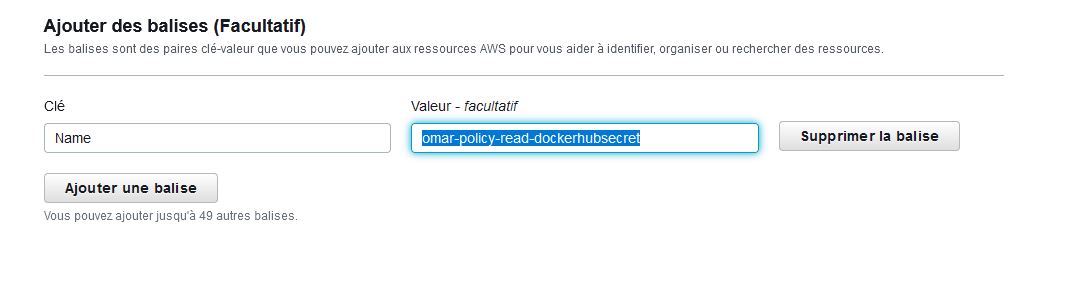 Ajouter des balises (Facultatif)
Les balises sont des paires clé-valeur que vous pouvez ajouter aux ressources AWS pour vous aider à identifier, organiser ou rechercher des ressources.
Clé
Valeur - facultatif
Name
omar-policy-read-dockerhubsecret
Supprimer la balise
Ajouter une balise
Vous pouvez ajouter jusqu'à 49 autres balises.